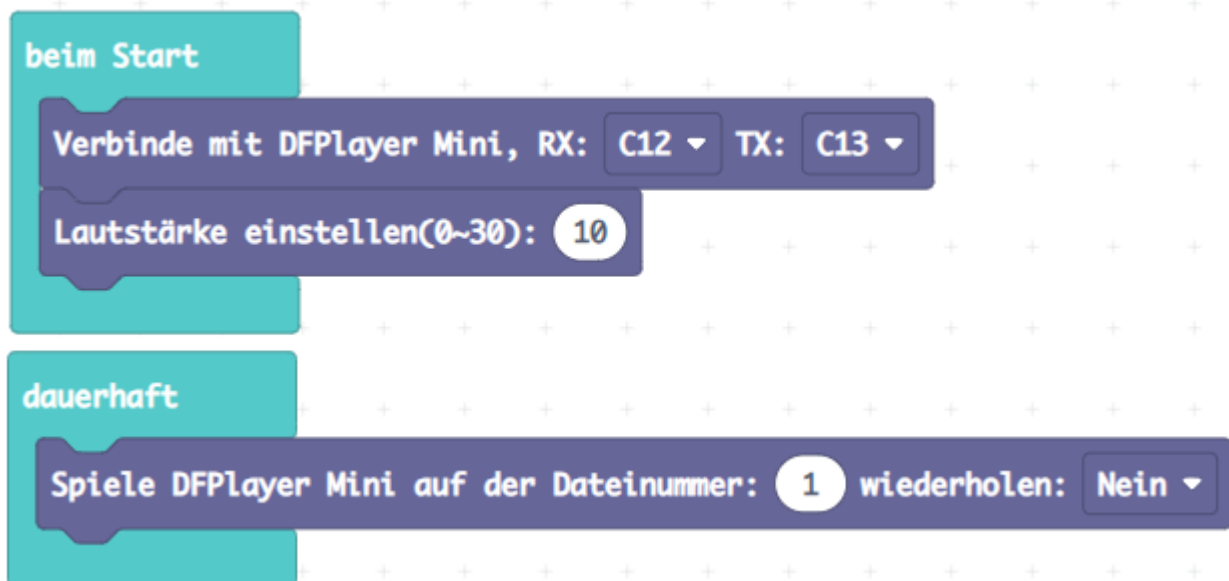 beim Start
Verbinde mit DFPlayer Mini, RX: C12 TX: C13
Lautstärke einstellen(0~30): 10
dauerhaft
Spiele DFPlayer Mini auf der Dateinummer: 1 wiederholen: Nein